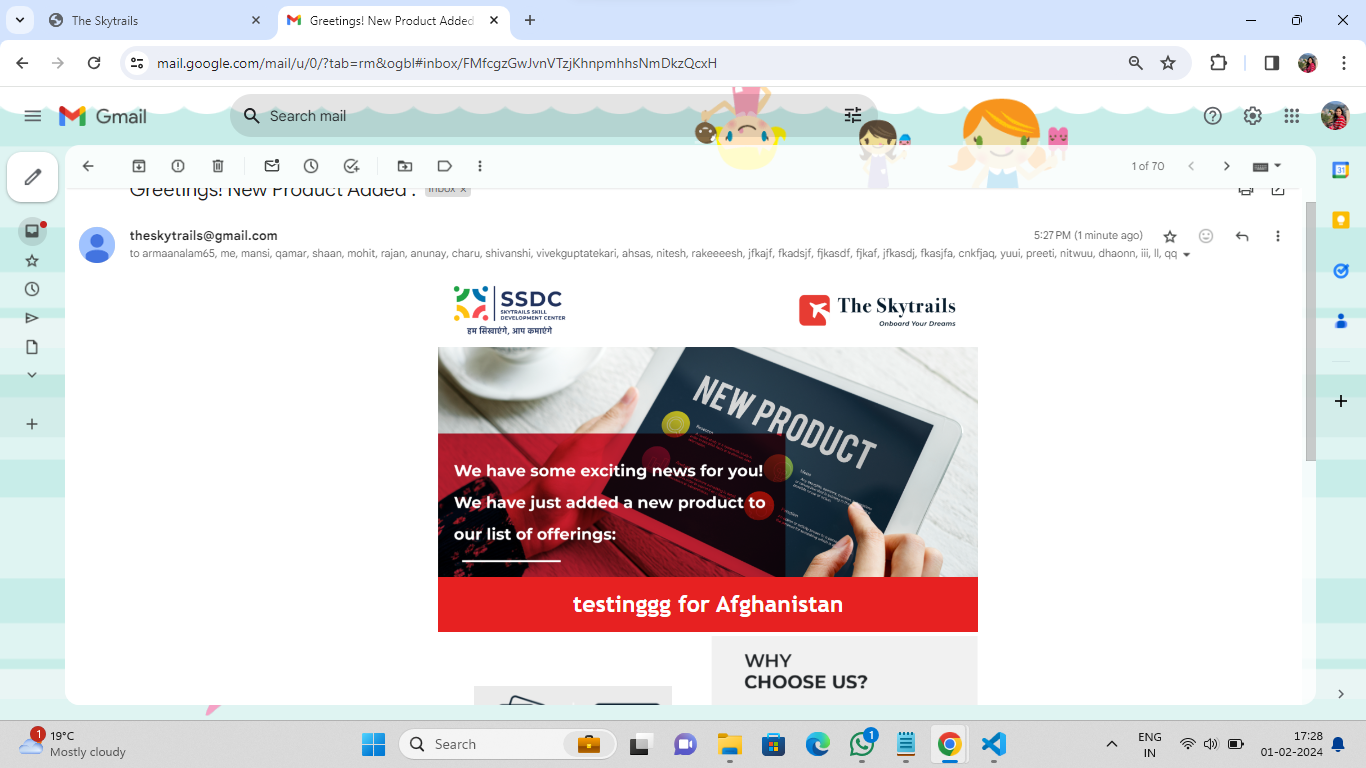 The Skytrails
Greetings! New Product Added
mail.google.com/mail/u/0/?tab=rm&ogbl#inbox/FMfcgzGwJvnVTzjKhnpmhhsNmDkzQcxH
Gmail
Search mail
1 of 70
Greetings! New Product Added .
Inbox x
theskytrails@gmail.com
5:27 PM (1 minute ago)
to armaanalam65, me, mansi, qamar, shaan, mohit, rajan, anunay, charu, shivanshi, vivekguptatekari, ahsas, nitesh, rakeeeesh, jfkajf, fkadsjf, fjkasdf, fjkaf, jfkasdj, fkasjfa, cnkfjaq, yuui, preeti, nitwuu, dhaonn, iii, ll, qq
SSDC
SKYTRAILS SKILL
DEVELOPMENT CENTER
हम सिखाएंगे, आप कमाएंगे
The Skytrails
Onboard Your Dreams
NEW PRODUCT
We have some exciting news for you!
We have just added a new product to
our list of offerings:
testinggg for Afghanistan
WHY
CHOOSE US?
31
1
19°C
Mostly cloudy
Search
1
ENG
IN
17:28
01-02-2024